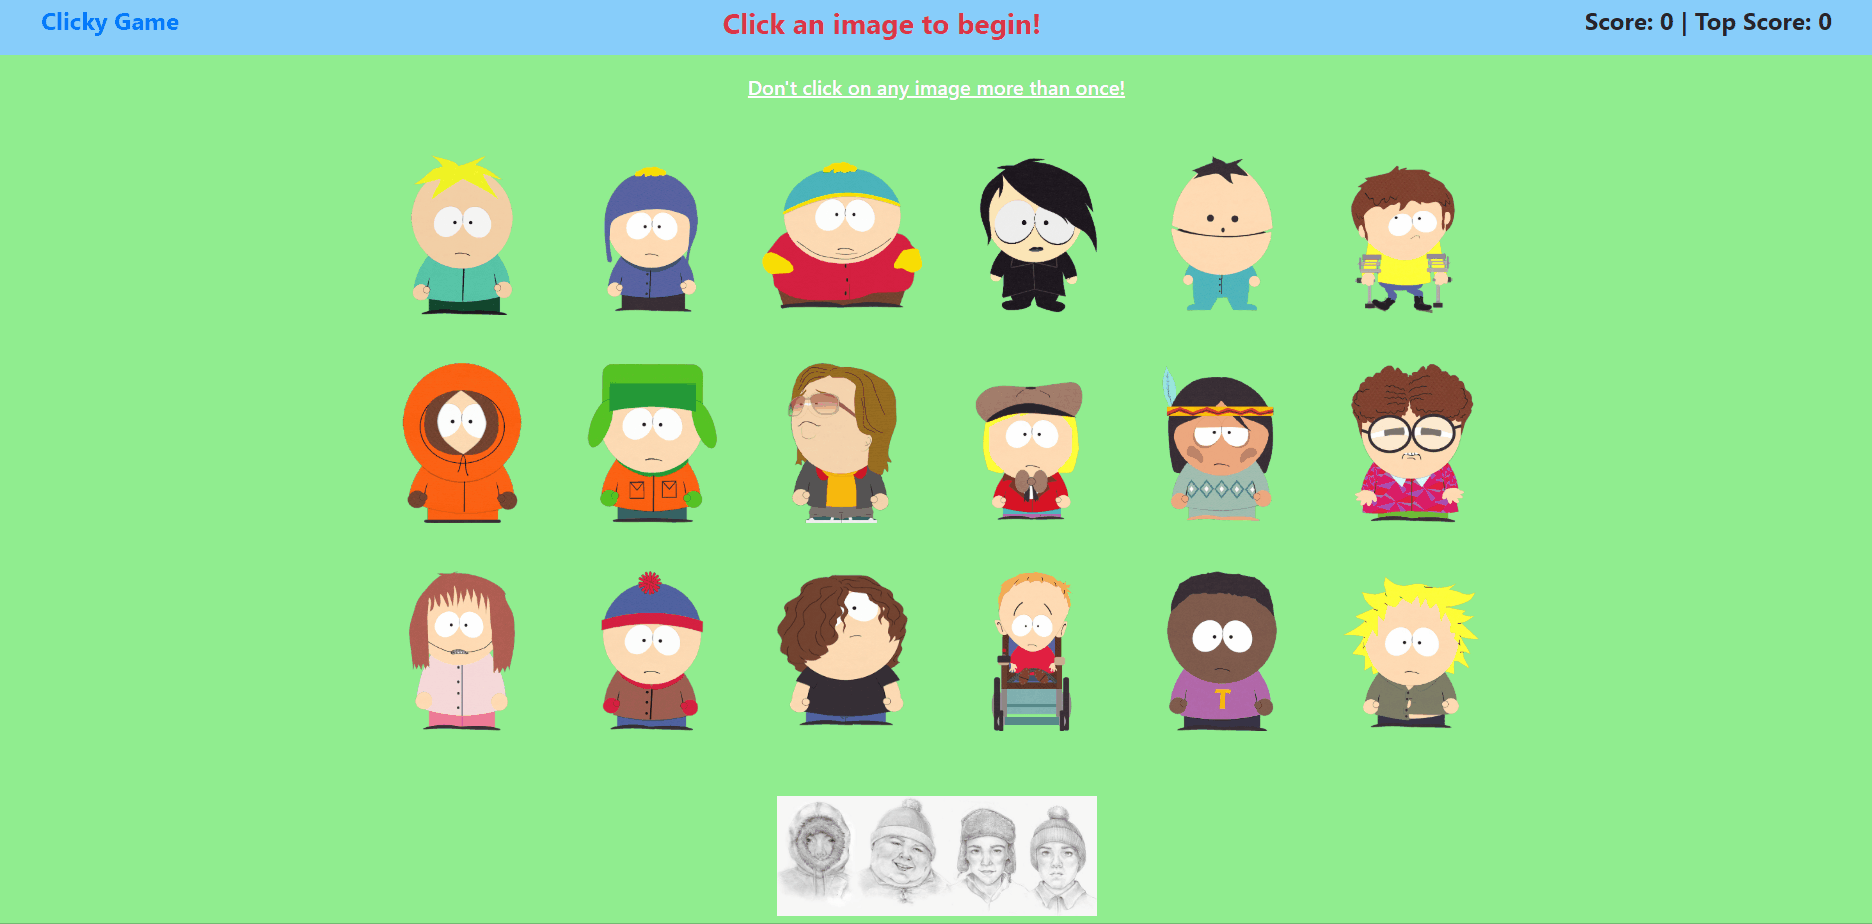 Clicky Game
Click an image to begin!
Score: 0 | Top Score: 0
Don't click on any image more than once!
T